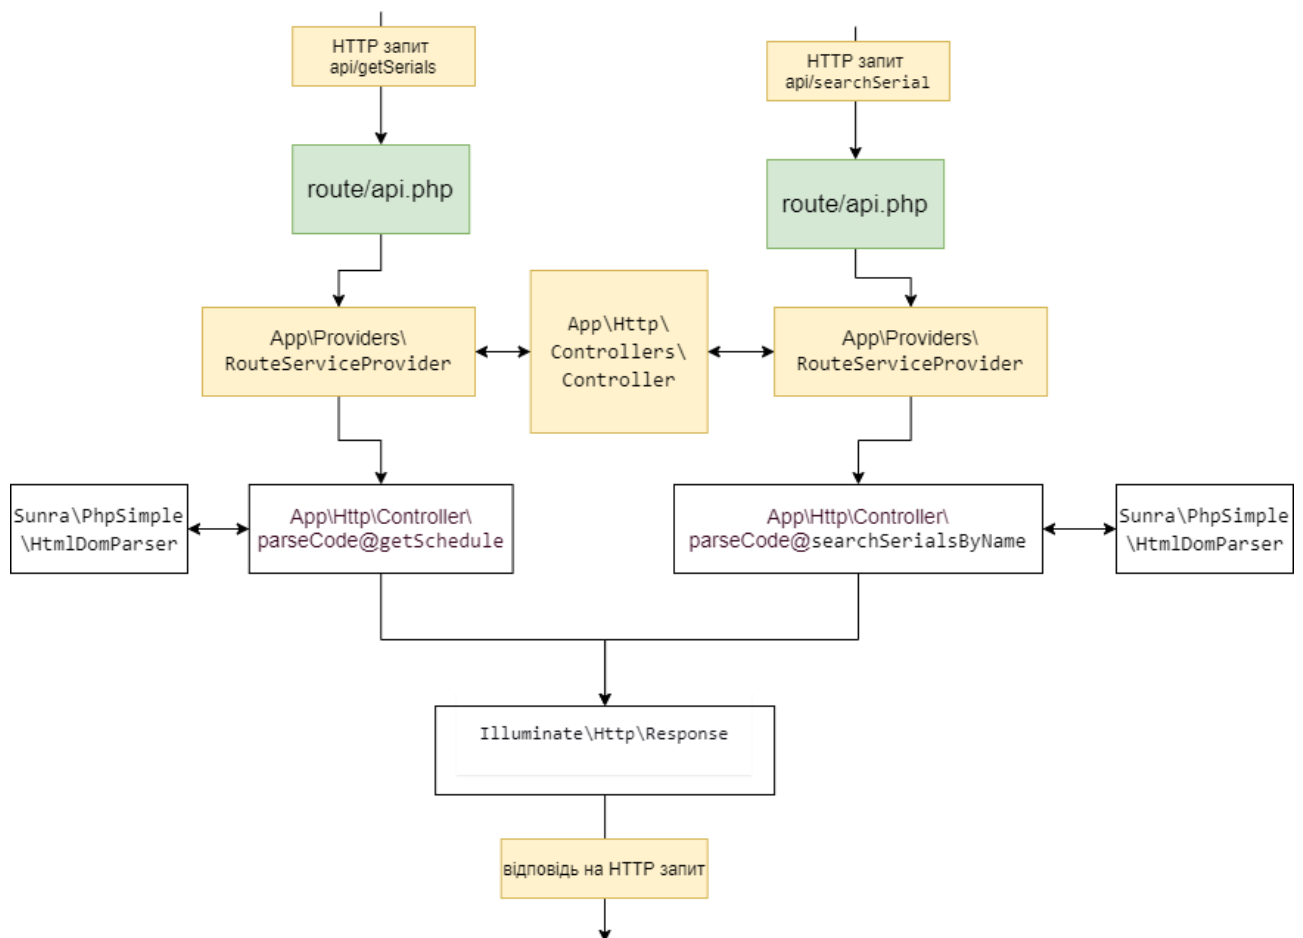 HTTP запит
api/getSerials
HTTP запит
api/searchSerial
route/api.php
route/api.php
App\Providers\
RouteServiceProvider
App\Http\
Controllers\
Controller
App\Providers\
RouteServiceProvider
Sunra\PhpSimple
\HtmlDomParser
App\Http\Controller\
parseCode@getSchedule
App\Http\Controller\
parseCode@searchSerialsByName
Sunra\PhpSimple
\HtmlDomParser
Illuminate\Http\Response
відповідь на HTTP запит